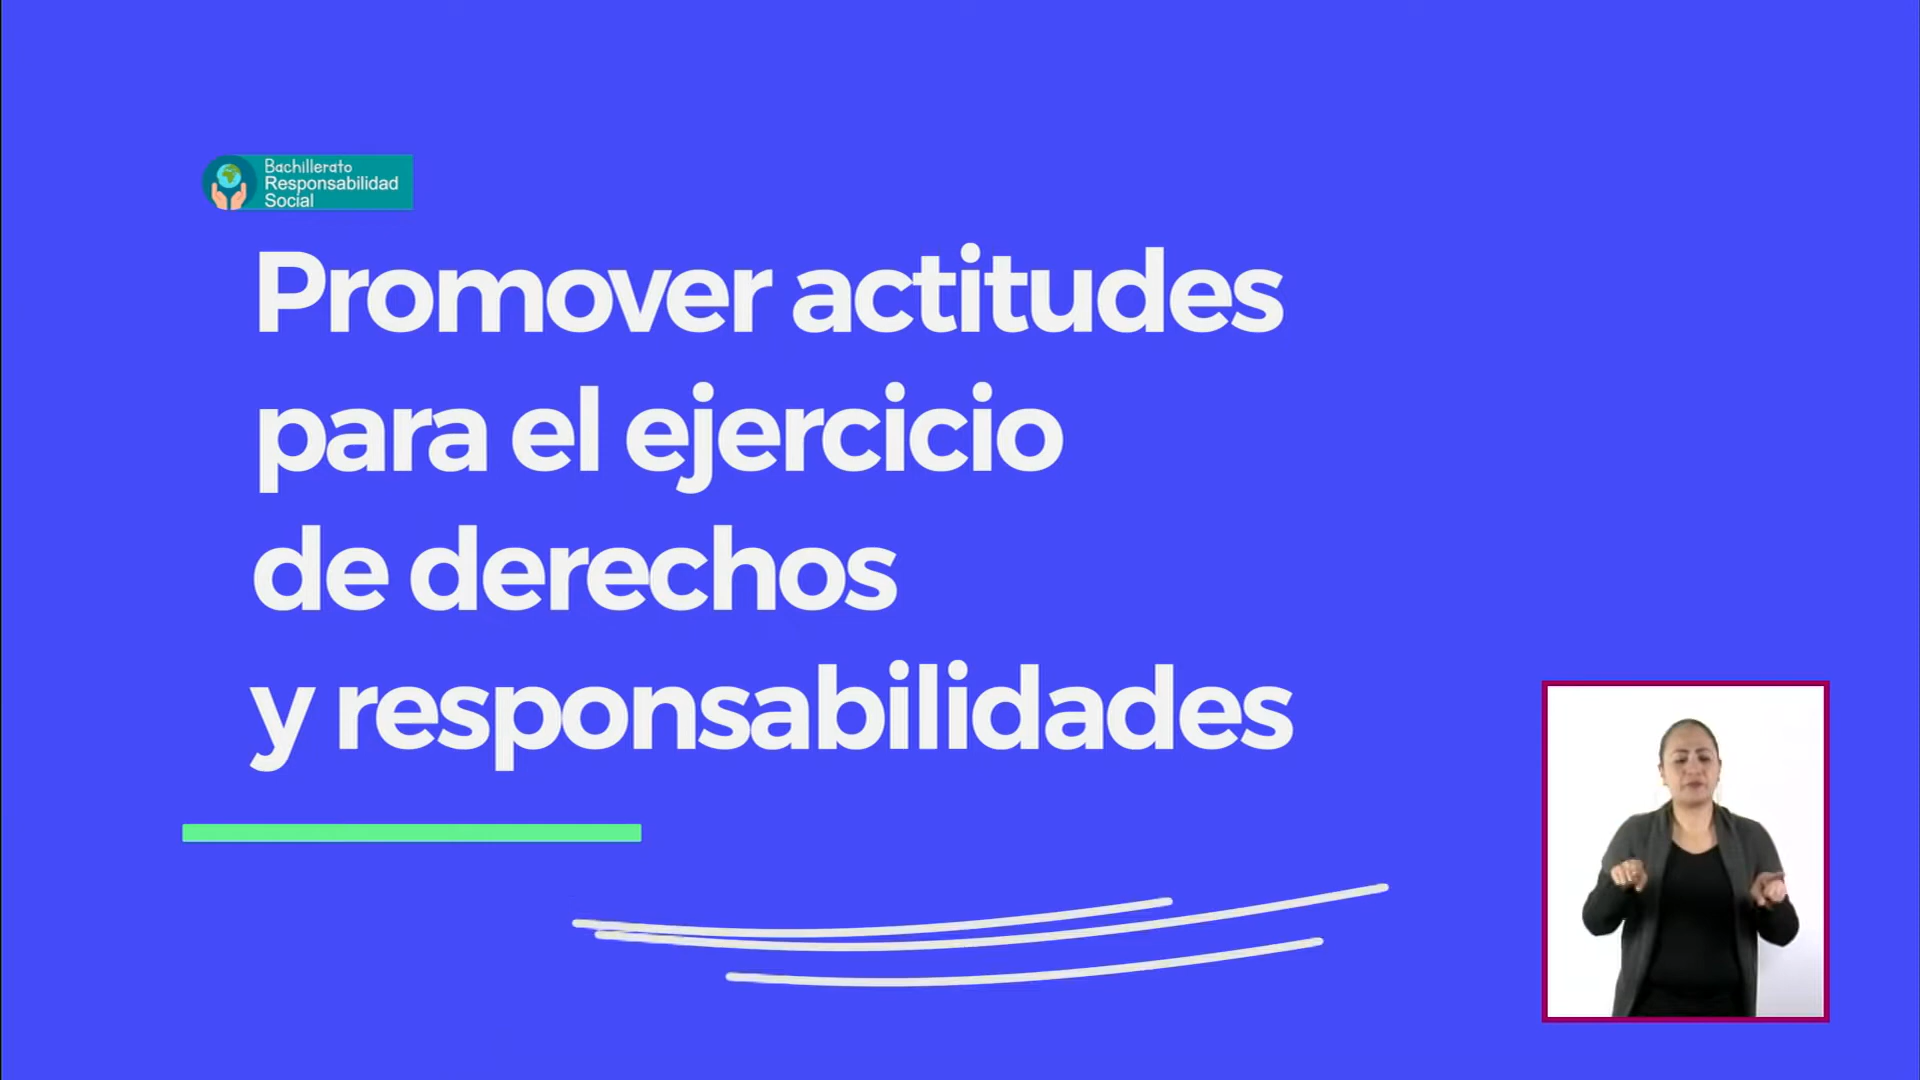 Bachillerato
Responsabilidad
Social
Promover actitudes
para el ejercicio
de derechos
y responsabilidades